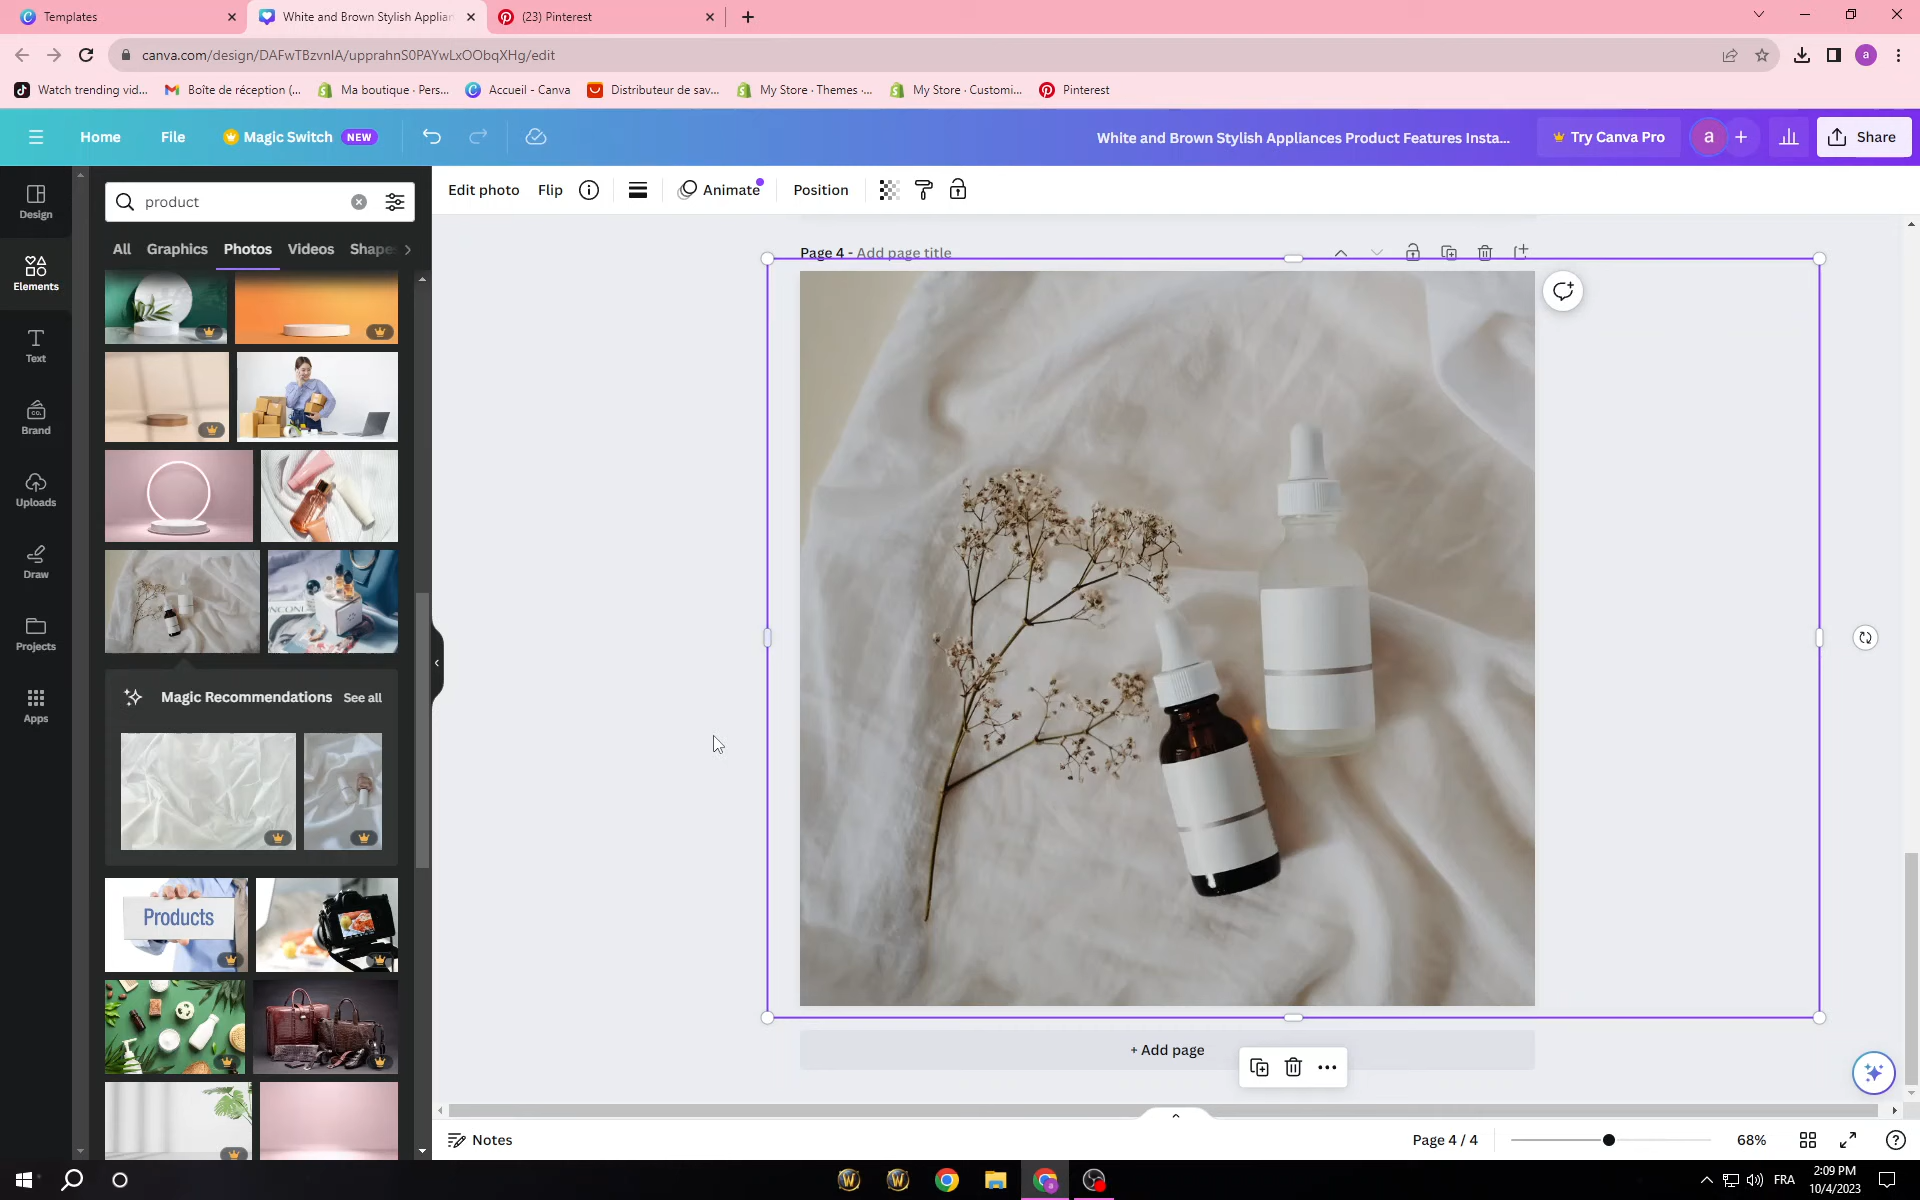 Templates
White and Brown Stylish Applian
(23) Pinterest
canva.com/design/DAFwTBzvnIA/upprahnS0PAYwLxOObqXHg/edit
a
Watch trending vid...
Boîte de réception (...
Ma boutique · Pers...
Accueil - Canva
Distributeur de sav...
My Store · Themes ·...
My Store · Customi...
Pinterest
Home
File
Magic Switch NEW
White and Brown Stylish Appliances Product Features Insta...
Try Canva Pro
a
Share
Design
Elements
Text
Brand
Uploads
Draw
Projects
Apps
product
All
Graphics
Photos
Videos
Shapes
Edit photo
Flip
Animate
Position
Page 4 - Add page title
Magic Recommendations
See all
Products
+ Add page
Notes
Page 4 / 4
68%
FRA
2:09 PM
10/4/2023